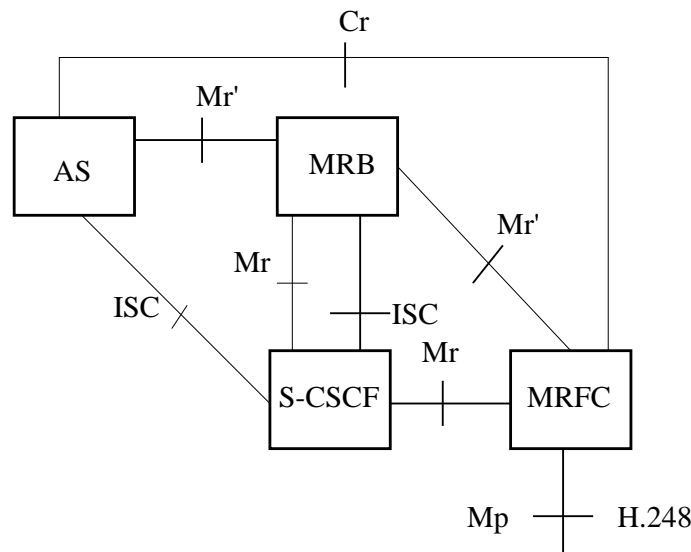 Cr
Mr'
AS
MRB
Mr'
Mr
ISC
ISC
Mr
S-CSCF
MRFC
Mp
H.248